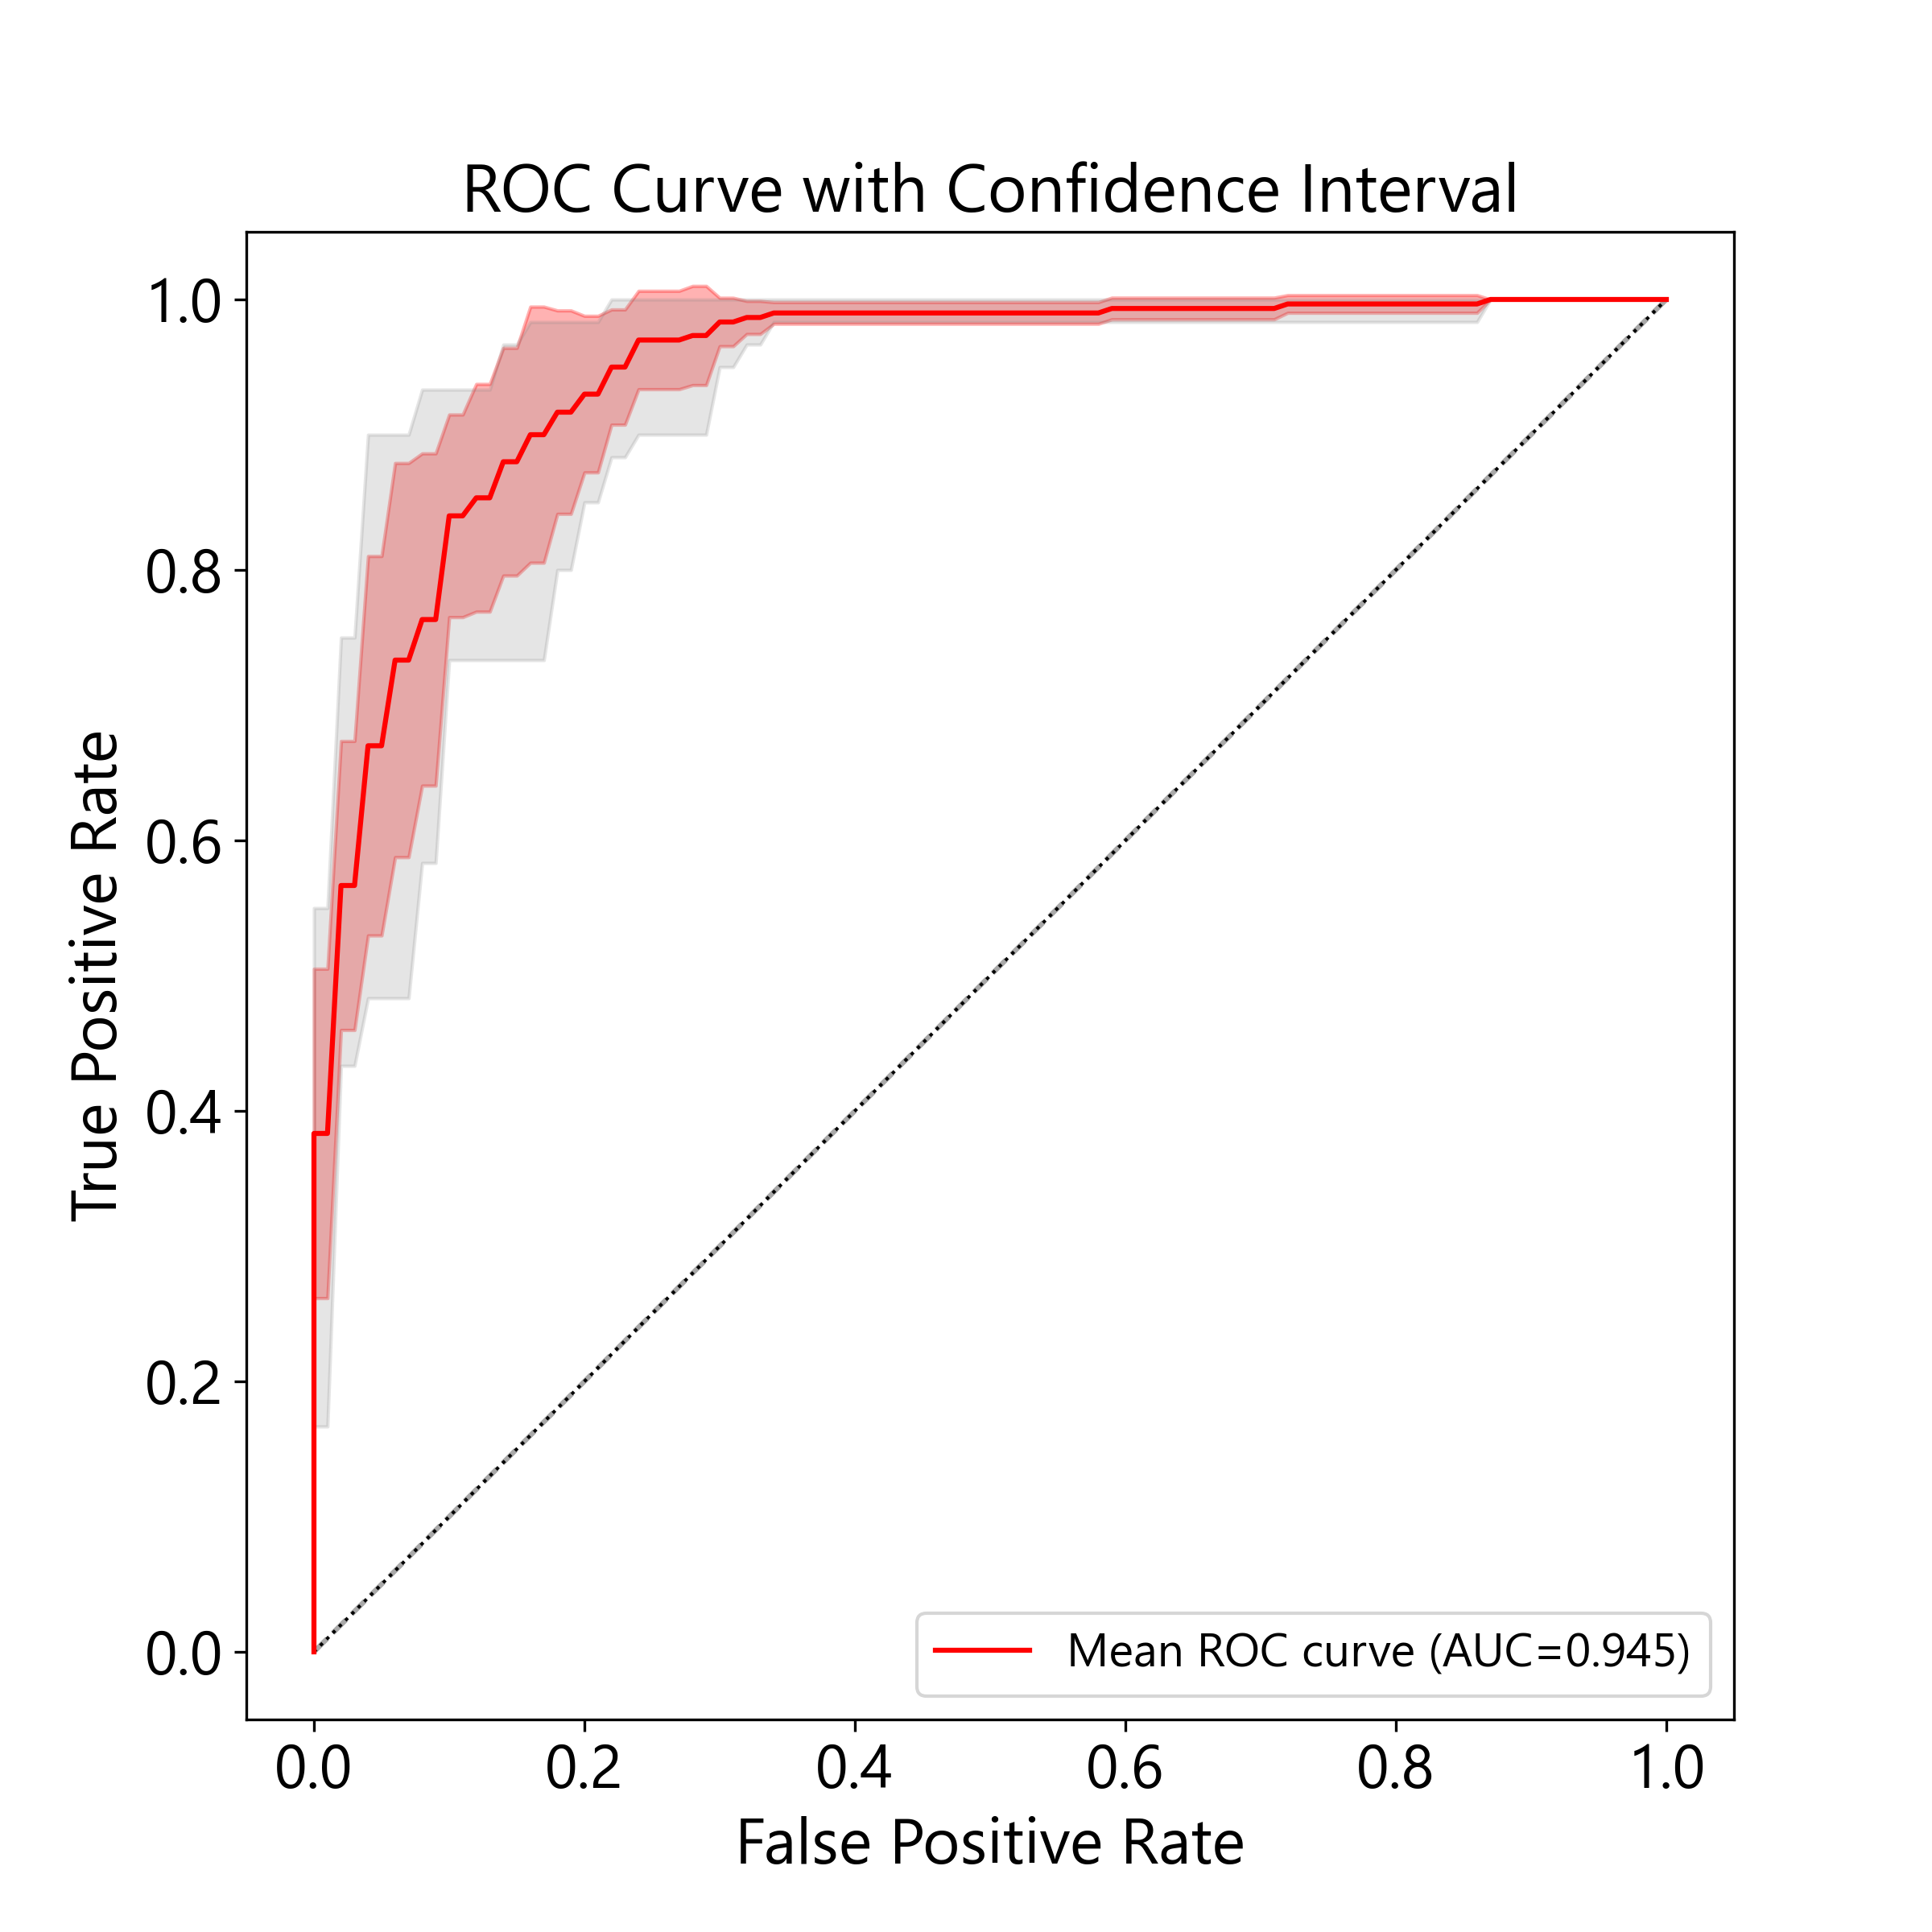 ROC Curve with Confidence Interval
True Positive Rate
1.0
0.8
0.6
0.4
0.2
0.0
Mean ROC curve (AUC=0.945)
0.0 0.2 0.4 0.6 0.8 1.0
False Positive Rate